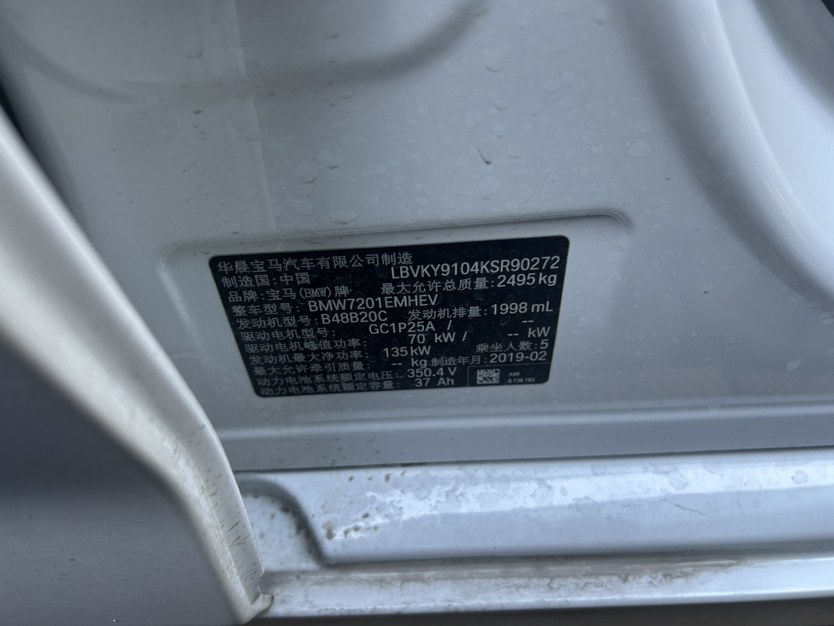 华晨宝马汽车有限公司制造 LBVKY9104KSR90272
制造国:中国 最大允许总质量:2495kg
品牌:宝马(BMW)牌
整车型号: BMW7201EMHEV
发动机型号: B48B20C 发动机排量: 1998 mL
驱动电机型号: GC1P25A / --
驱动电机峰值功率: 70 kW / -- kW
发动机最大净功率: 135kW 乘坐人数:5
最大允许牵引质量: -- kg 制造年月:2019-02
动力电池系统额定电压: 350.4 V
动力电池系统额定容量: 37 Ah